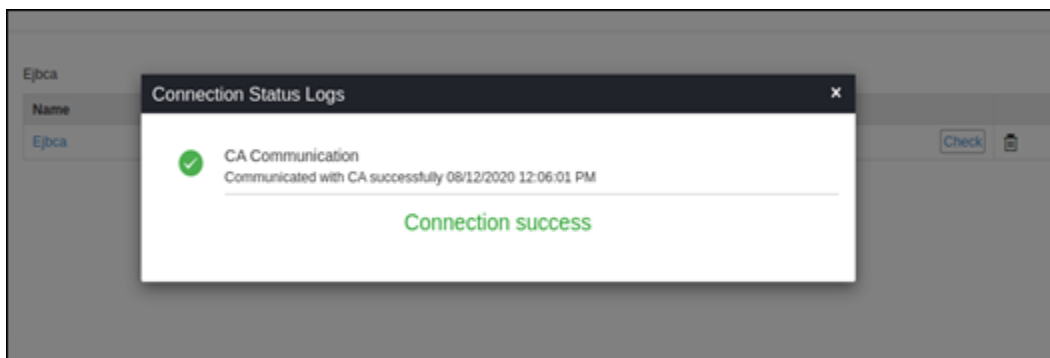 Ejbca
Name
Connection Status Logs x
Ejbca
Check
CA Communication
Communicated with CA successfully 08/12/2020 12:06:01 PM
Connection success